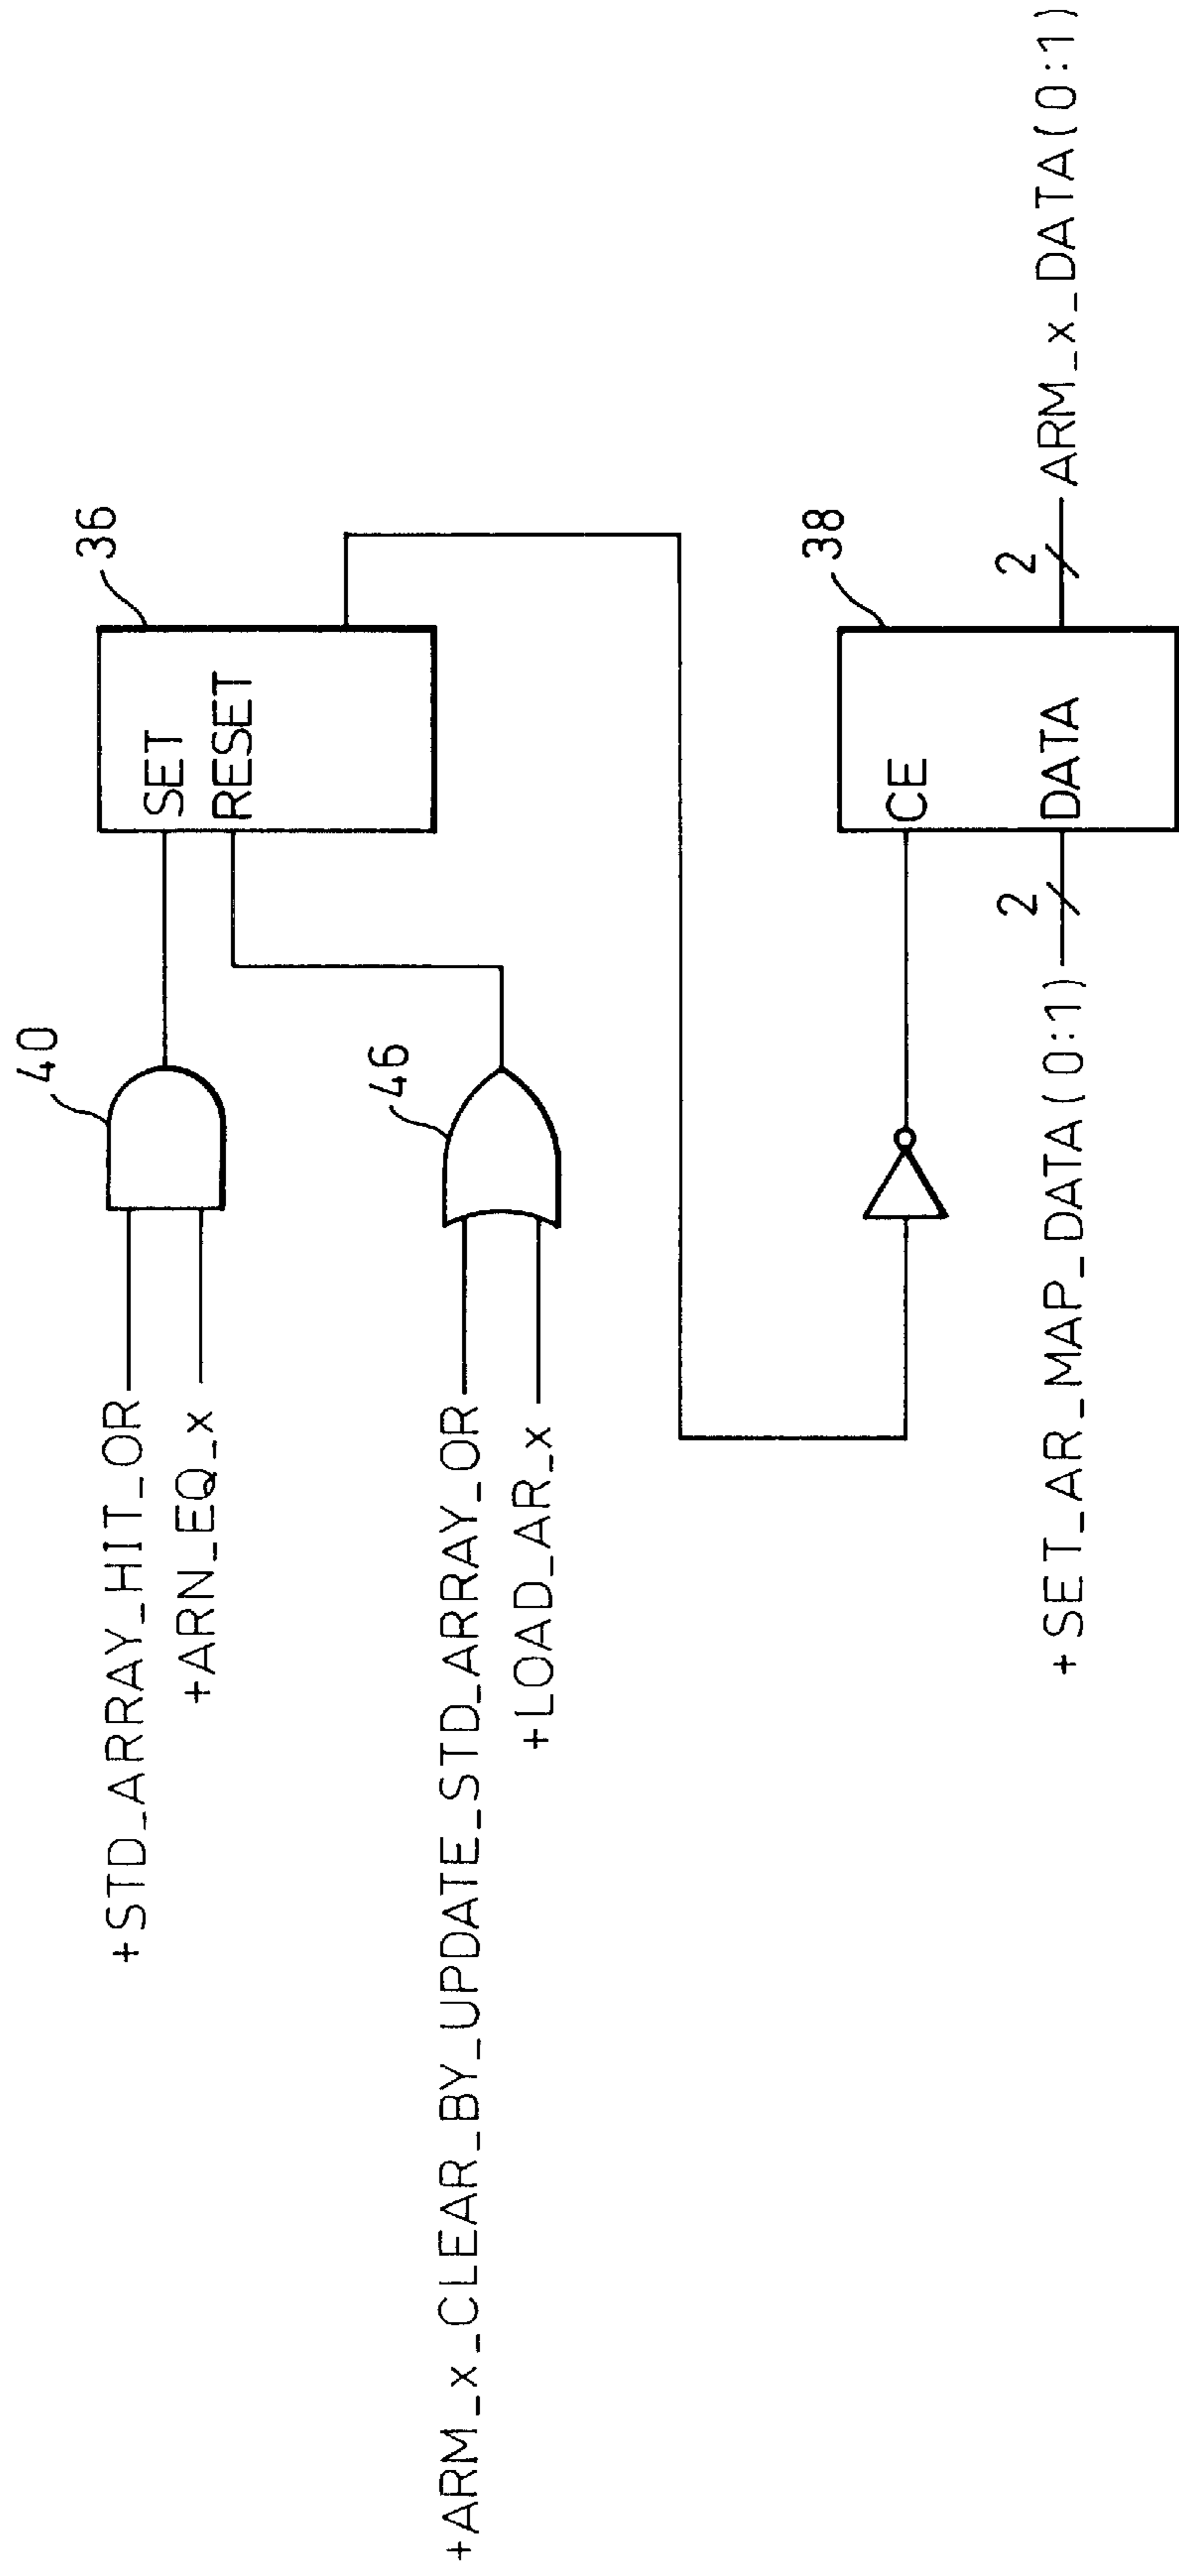 +STD_ARRAY_HIT_OR
+ARN_EQ_x
40
SET
RESET
36
+ARM_x_CLEAR_BY_UPDATE_STD_ARRAY_OR
+LOAD_AR_x
46
CE
38
+SET_AR_MAP_DATA(0:1)
2
DATA
2
ARM_x_DATA(0:1)